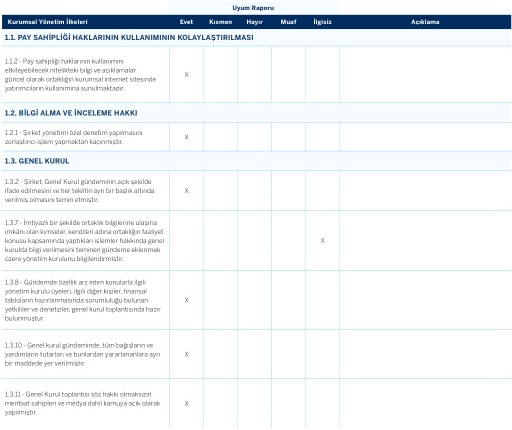 Uyum Raporu
Kurumsal Yönetim İlkeleri Evet Kısmen Hayır Muaf İlgisiz Açıklama
1.1. PAY SAHİPLİĞİ HAKLARININ KULLANIMININ KOLAYLAŞTIRILMASI
1.1.2 - Pay sahipliği haklarının kullanımını
etkileyebilecek nitelikteki bilgi ve açıklamalar
güncel olarak ortaklığın kurumsal internet sitesinde
yatırımcıların kullanımına sunulmaktadır.
X
1.2. BİLGİ ALMA VE İNCELEME HAKKI
1.2.1 - Şirket yönetimi özel denetim yapılmasını
zorlaştırıcı işlem yapmaktan kaçınmıştır.
X
1.3. GENEL KURUL
1.3.2 - Şirket, Genel Kurul gündeminin açık şekilde
ifade edilmesini ve her teklifin ayrı bir başlık altında
verilmiş olmasını temin etmiştir.
X
1.3.7 - İmtiyazlı bir şekilde ortaklık bilgilerine ulaşma
imkânı olan kimseler, kendileri adına ortaklığın faaliyet
konusu kapsamında yaptıkları işlemler hakkında genel
kurulda bilgi verilmesini teminen gündeme eklenmek
üzere yönetim kurulunu bilgilendirmiştir.
X
1.3.8 - Gündemde özellik arz eden konularla ilgili
yönetim kurulu üyeleri, ilgili diğer kişiler, finansal
tabloların hazırlanmasında sorumluluğu bulunan
yetkililer ve denetçiler, genel kurul toplantısında hazır
bulunmuştur.
X
1.3.10 - Genel kurul gündeminde, tüm bağışların ve
yardımların tutarları ve bunlardan yararlananlara ayrı
bir maddede yer verilmiştir.
X
1.3.11 - Genel Kurul toplantısı söz hakkı olmaksızın
menfaat sahipleri ve medya dahil kamuya açık olarak
yapılmıştır.
X